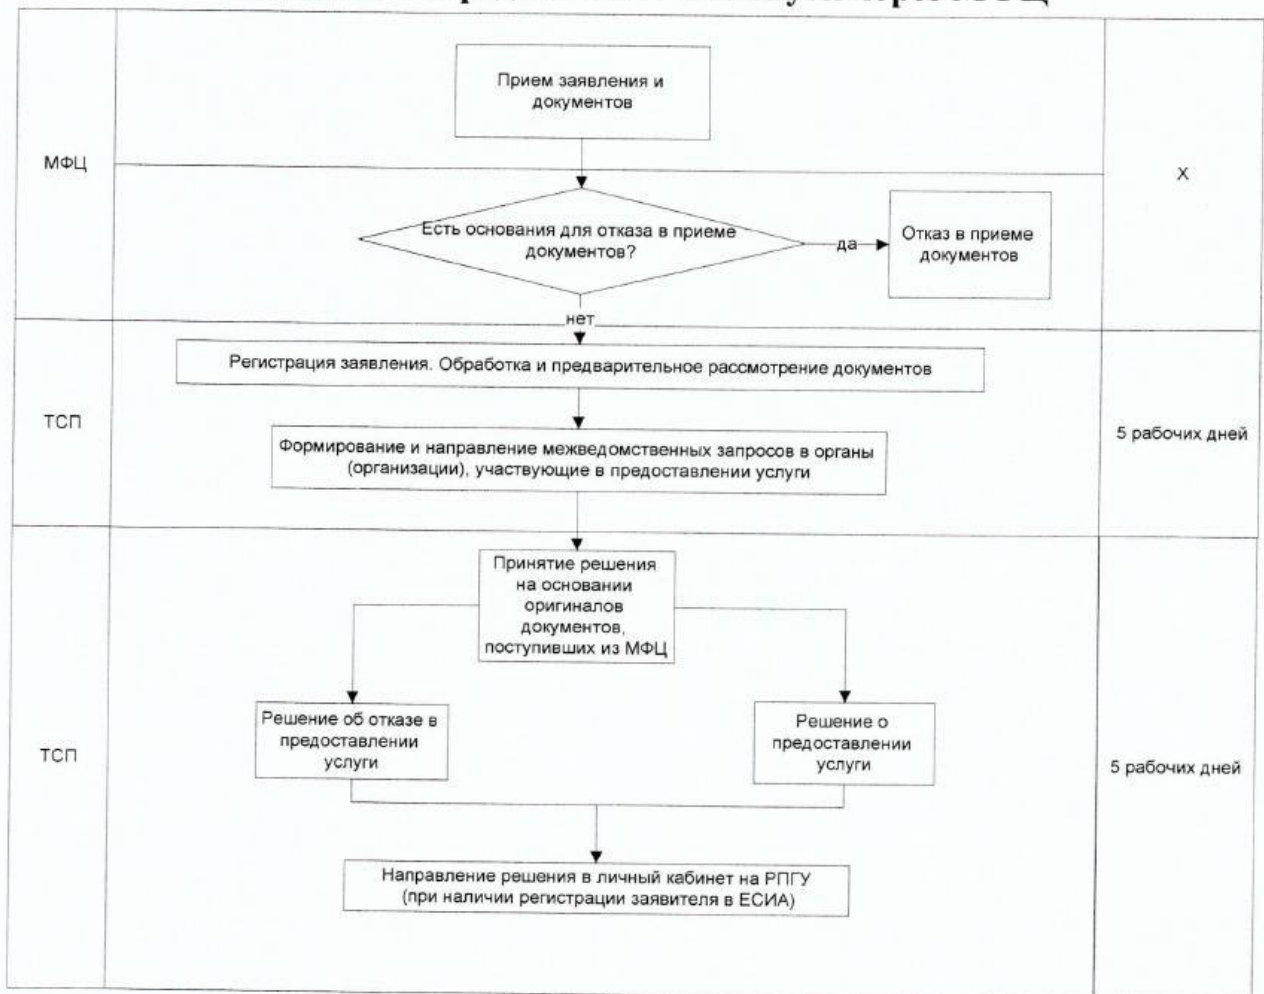 Прием заявления и
документов
МФЦ
X
Есть основания для отказа в приеме
документов?
да
Отказ в приеме
документов
нет
Регистрация заявления. Обработка и предварительное рассмотрение документов
ТСП
5 рабочих дней
Формирование и направление межведомственных запросов в органы
(организации), участвующие в предоставлении услуги
Принятие решения
на основании
оригиналов
документов,
поступивших из МФЦ
Решение об отказе в
предоставлении
услуги
Решение о
предоставлении
услуги
ТСП
5 рабочих дней
Направление решения в личный кабинет на РПГУ
(при наличии регистрации заявителя в ЕСИА)